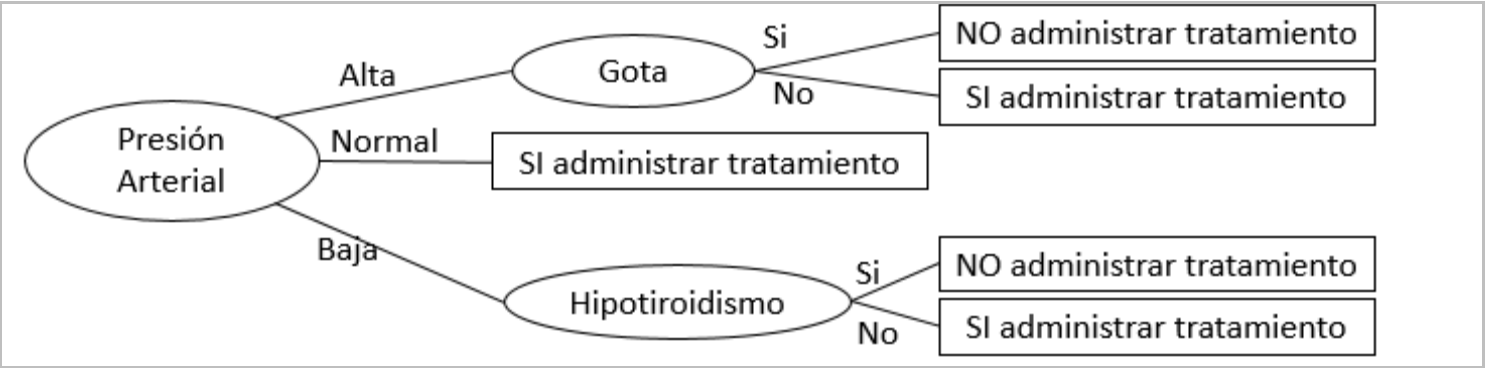 Presión
Arterial
Alta
Gota
Si
NO administrar tratamiento
No
SI administrar tratamiento
Normal
SI administrar tratamiento
Baja
Hipotiroidismo
Si
NO administrar tratamiento
No
SI administrar tratamiento